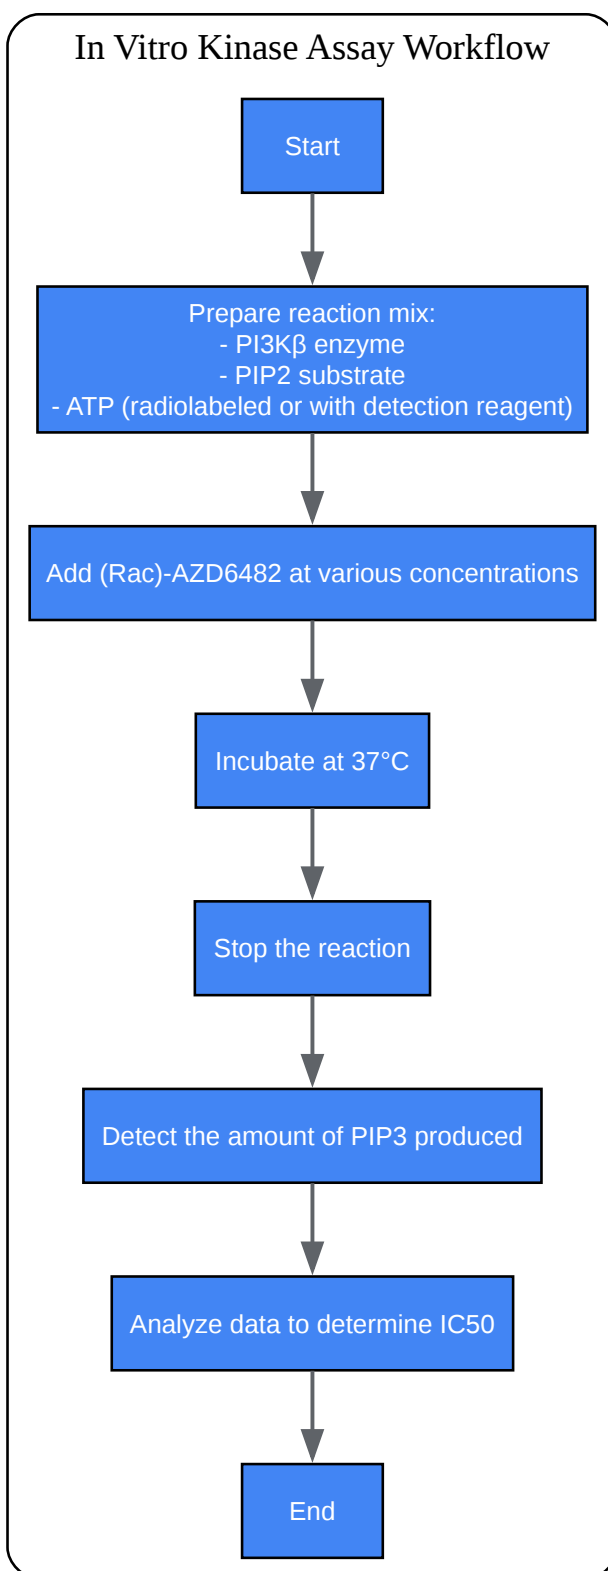 In Vitro Kinase Assay Workflow
Start
Prepare reaction mix:
- PI3Kβ enzyme
- PIP2 substrate
- ATP (radiolabeled or with detection reagent)
Add (Rac)-AZD6482 at various concentrations
Incubate at 37°C
Stop the reaction
Detect the amount of PIP3 produced
Analyze data to determine IC50
End